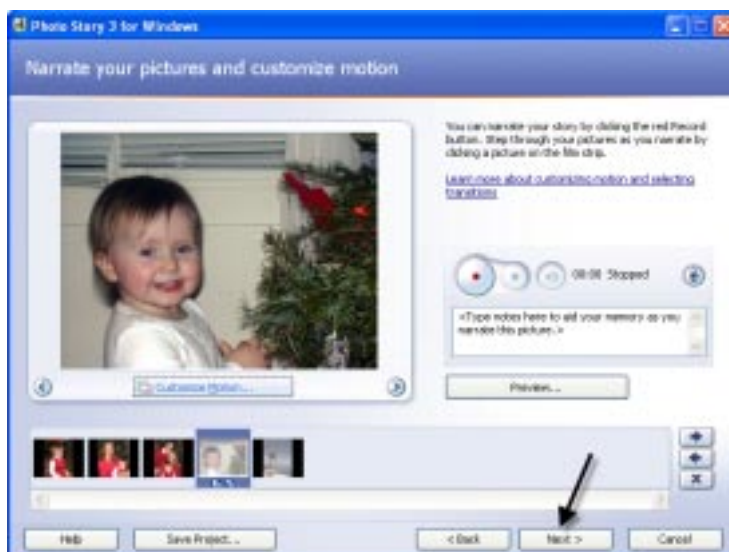 Photo Story 3 for Windows
Narrate your pictures and customize motion
You can narrate your story by clicking the red Record
button. Step through your pictures as you narrate by
clicking a picture on the film strip.
Learn more about customizing motion and selecting
transitions
00:00 Stopped
<Type notes here to aid your memory as you
narrate this picture.>
Customize Motion...
Preview...
Help
Save Project...
< Back
Next >
Cancel